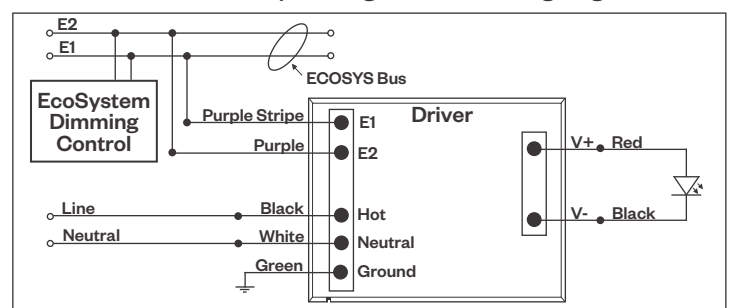 E2
E1
ECOSYS Bus
EcoSystem
Dimming
Control
Driver
Purple Stripe
E1
Purple
E2
V+ Red
Line
Black
Hot
V- Black
Neutral
White
Neutral
Green
Ground